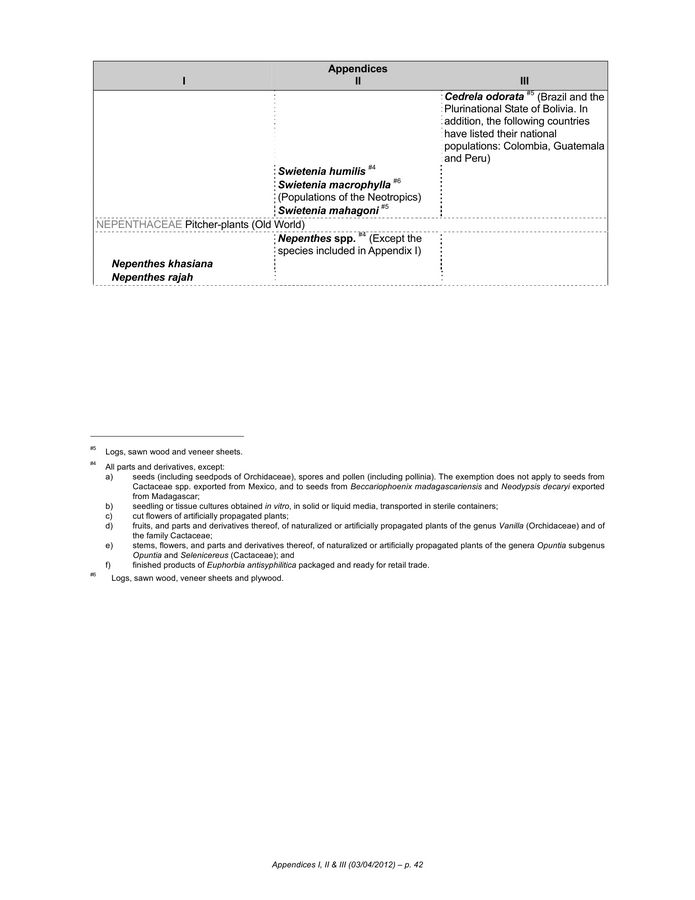 Appendices
I II III
Cedrela odorata #5 (Brazil and the
Plurinational State of Bolivia. In
addition, the following countries
have listed their national
populations: Colombia, Guatemala
and Peru)
Swietenia humilis #4
Swietenia macrophylla #6
(Populations of the Neotropics)
Swietenia mahagoni #5
NEPENTHACEAE Pitcher-plants (Old World)
Nepenthes spp. #4 (Except the
species included in Appendix I)
Nepenthes khasiana
Nepenthes rajah
#5 Logs, sawn wood and veneer sheets.
#4 All parts and derivatives, except:
a) seeds (including seedpods of Orchidaceae), spores and pollen (including pollinia). The exemption does not apply to seeds from
Cactaceae spp. exported from Mexico, and to seeds from Beccariophoenix madagascariensis and Neodypsis decaryi exported
from Madagascar;
b) seedling or tissue cultures obtained in vitro, in solid or liquid media, transported in sterile containers;
c) cut flowers of artificially propagated plants;
d) fruits, and parts and derivatives thereof, of naturalized or artificially propagated plants of the genus Vanilla (Orchidaceae) and of
the family Cactaceae;
e) stems, flowers, and parts and derivatives thereof, of naturalized or artificially propagated plants of the genera Opuntia subgenus
Opuntia and Selenicereus (Cactaceae); and
f) finished products of Euphorbia antisyphilitica packaged and ready for retail trade.
#6 Logs, sawn wood, veneer sheets and plywood.
Appendices I, II & III (03/04/2012) – p. 42